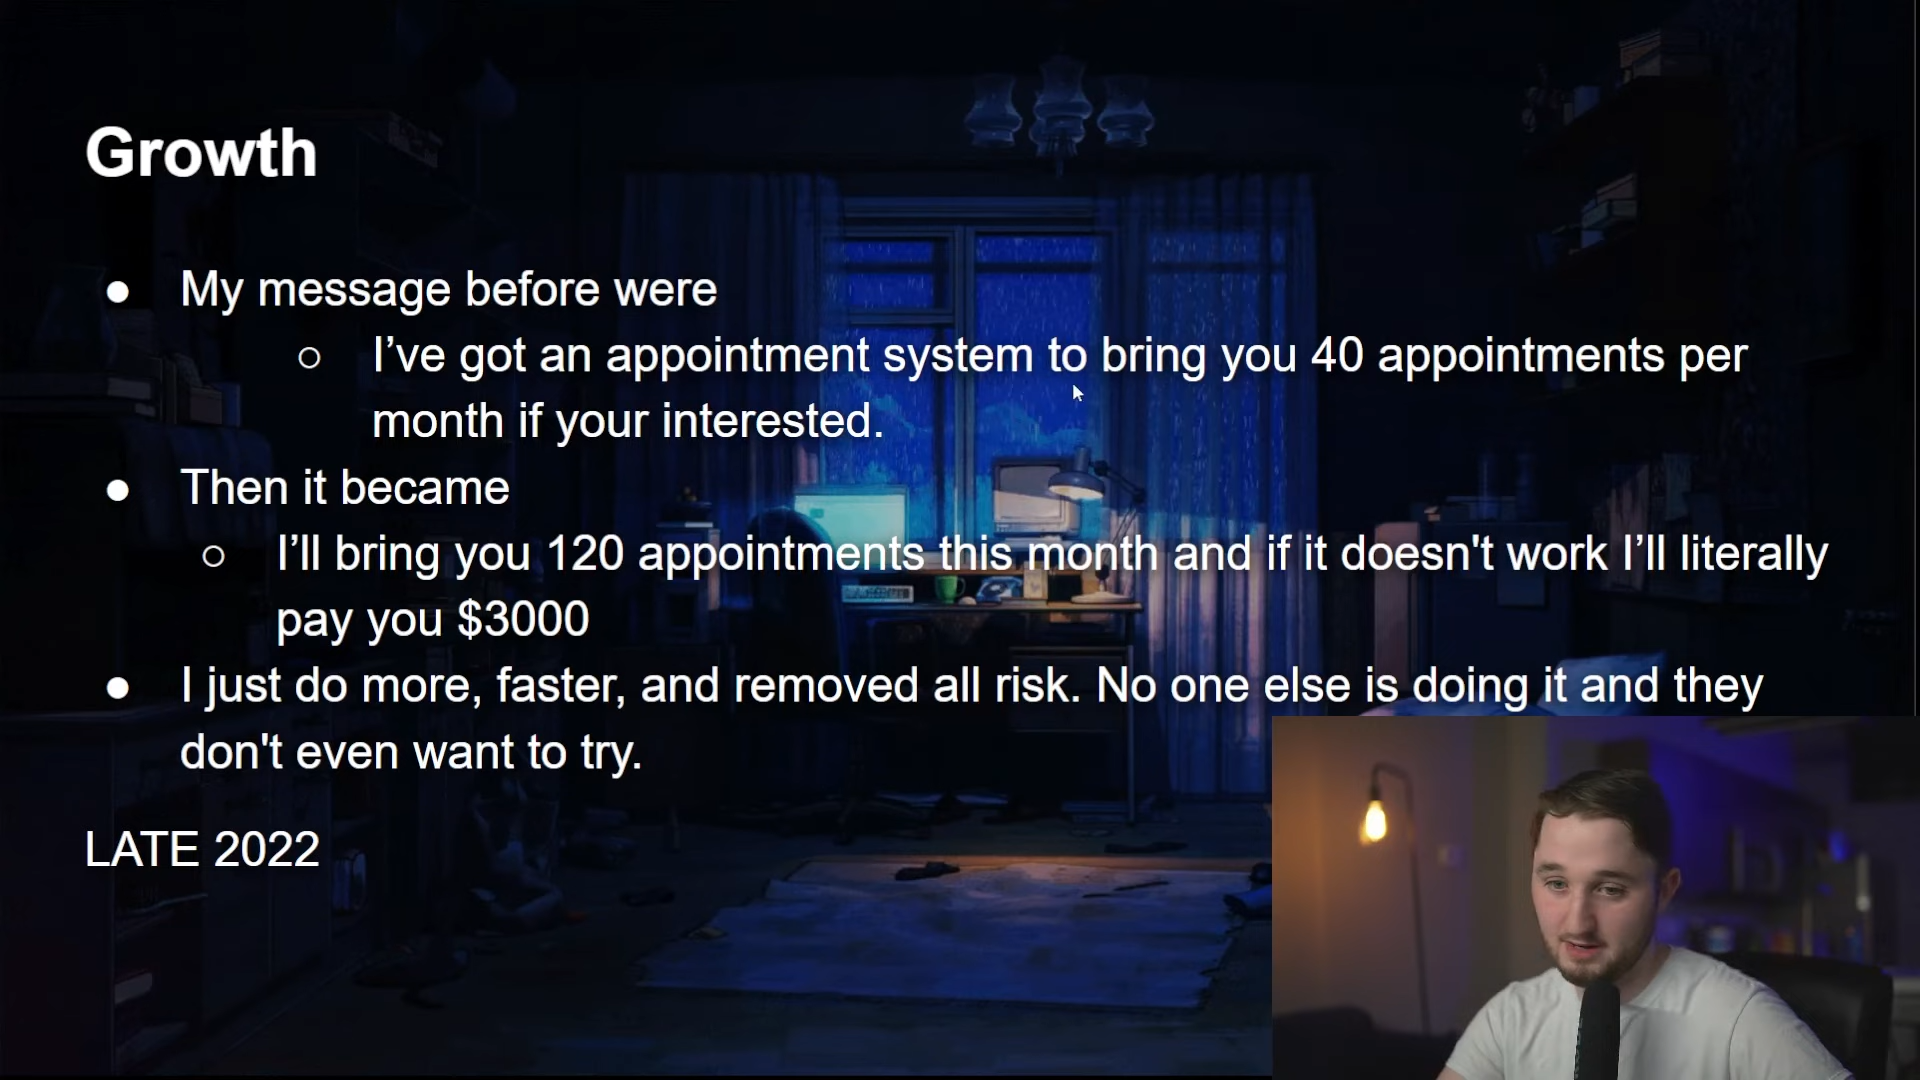 Growth
● My message before were
○ I’ve got an appointment system to bring you 40 appointments per
month if your interested.
● Then it became
○ I’ll bring you 120 appointments this month and if it doesn't work I’ll literally
pay you $3000
● I just do more, faster, and removed all risk. No one else is doing it and they
don't even want to try.
LATE 2022